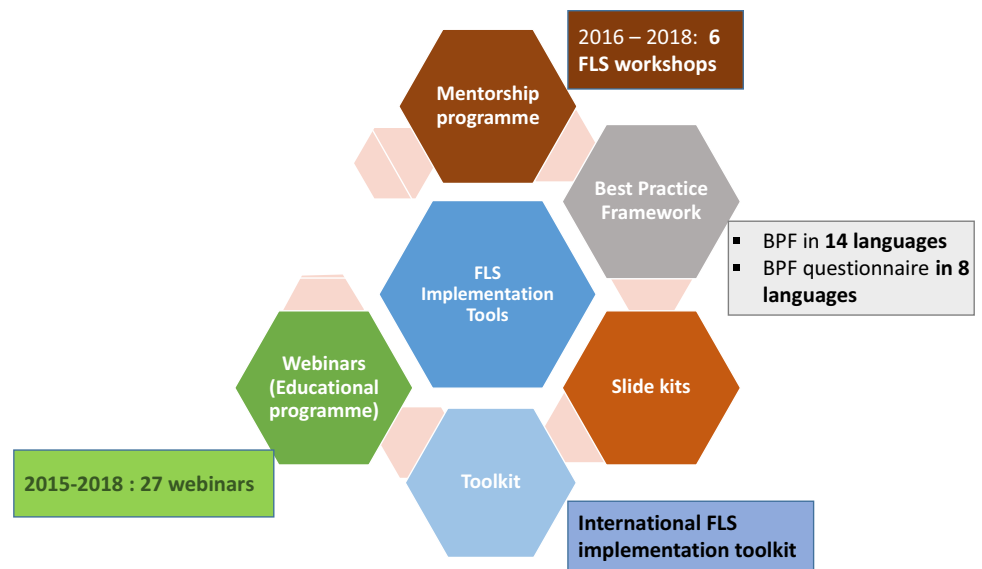 2016 – 2018: 6
FLS workshops
Mentorship
programme
Best Practice
Framework
▪ BPF in 14 languages
▪ BPF questionnaire in 8
languages
FLS
Implementation
Tools
Webinars
(Educational
programme)
Slide kits
2015-2018 : 27 webinars
Toolkit
International FLS
implementation toolkit